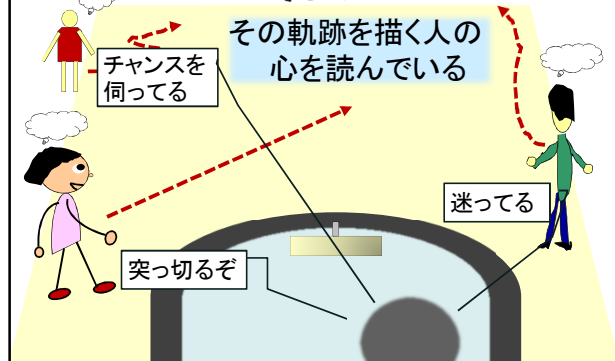 その軌跡を描く人の
心を読んでいる
チャンスを
伺ってる
迷ってる
突っ切るぞ